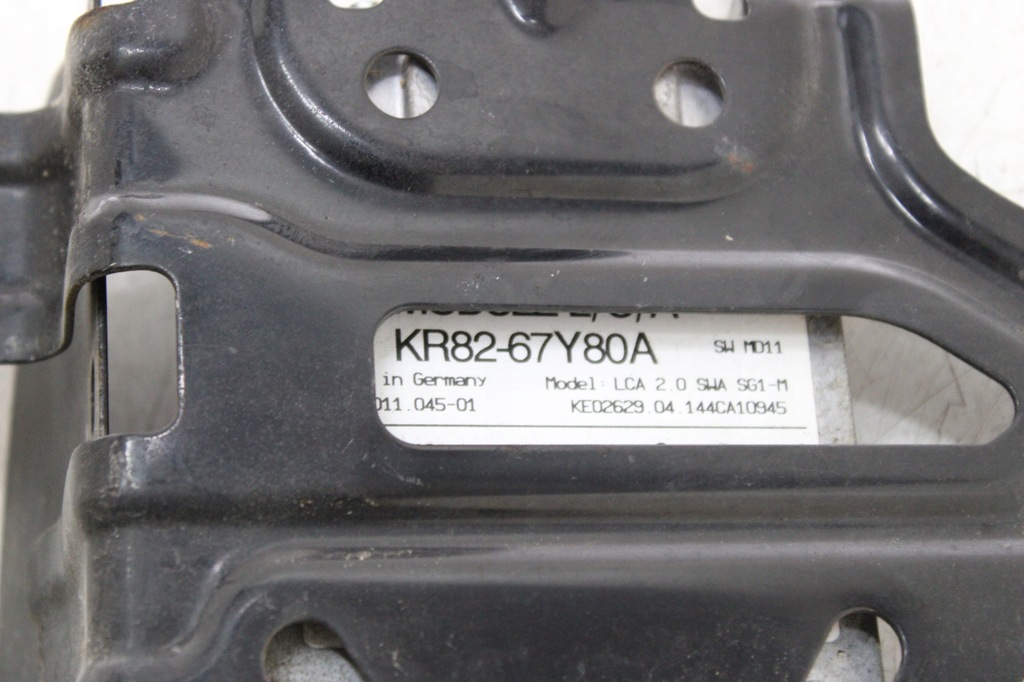 KR82-67Y80A SW MD11
in Germany Model: LCA 2.0 SWA SG1-M
011.045-01 KE02629.04.144CA10945